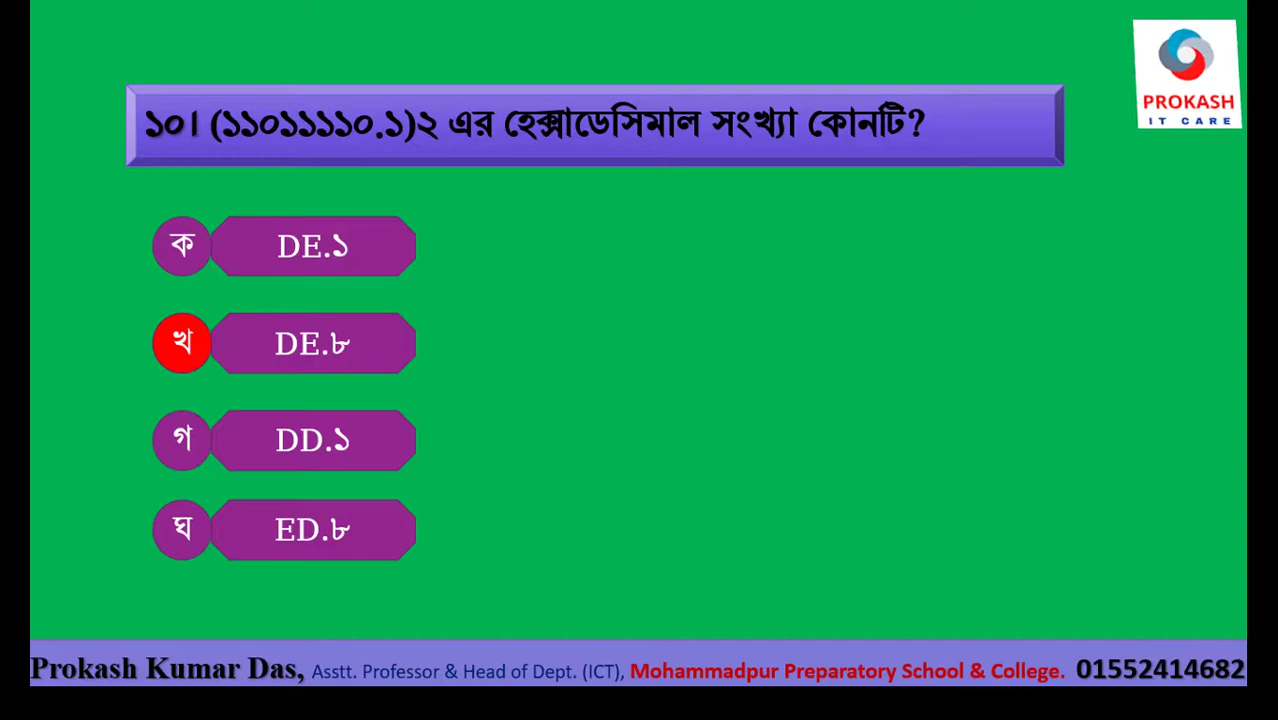 PROKASH
IT CARE
১০। (১১০১১১১০.১)২ এর হেক্সাডেসিমাল সংখ্যা কোনটি?
ক DE.১
খ DE.৮
গ DD.১
ঘ ED.৮
Prokash Kumar Das, Asstt. Professor & Head of Dept. (ICT), Mohammadpur Preparatory School & College. 01552414682